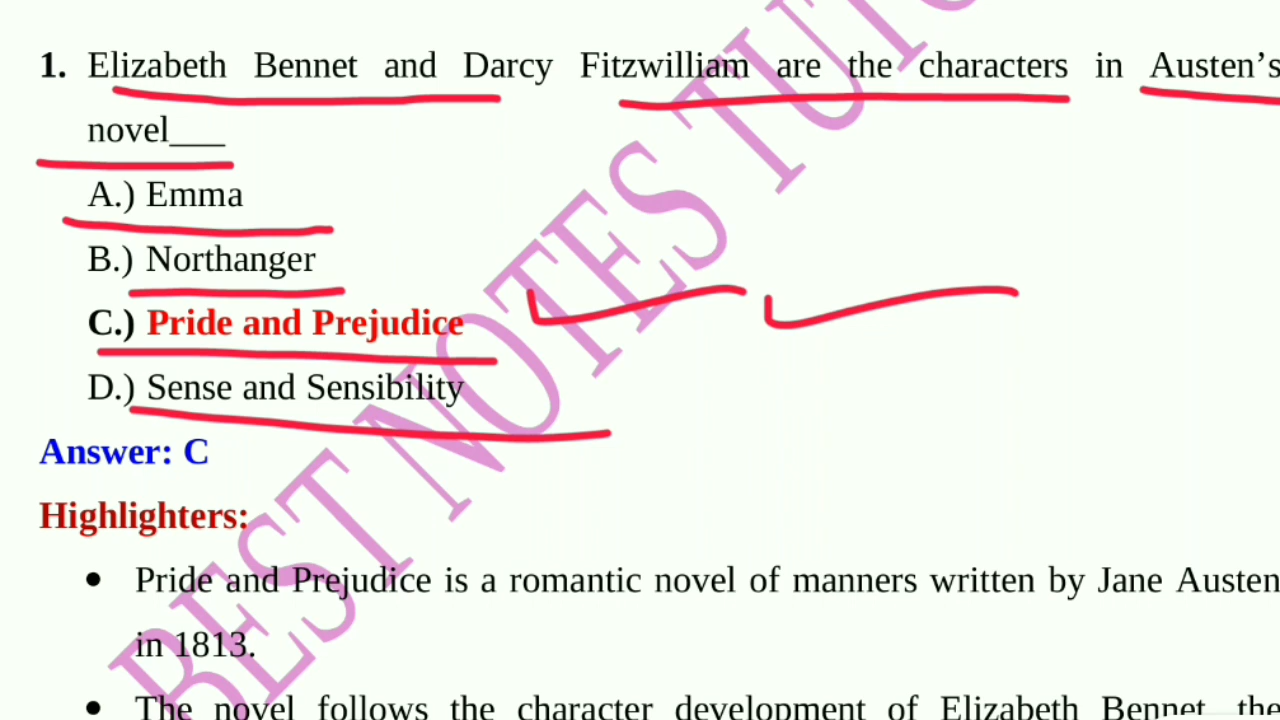 1. Elizabeth Bennet and Darcy Fitzwilliam are the characters in Austen’s
novel___
A.) Emma
B.) Northanger
C.) Pride and Prejudice
D.) Sense and Sensibility
Answer: C
Highlighters:
• Pride and Prejudice is a romantic novel of manners written by Jane Austen
in 1813.
• The novel follows the character development of Elizabeth Bennet, the
BEST NOTES